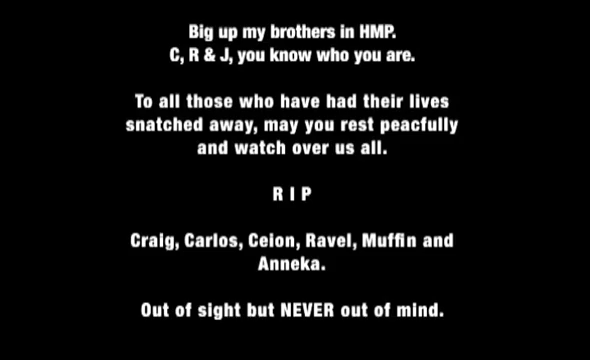 Big up my brothers in HMP.
C, R & J, you know who you are.
To all those who have had their lives
snatched away, may you rest peacfully
and watch over us all.
R I P
Craig, Carlos, Ceion, Ravel, Muffin and
Anneka.
Out of sight but NEVER out of mind.